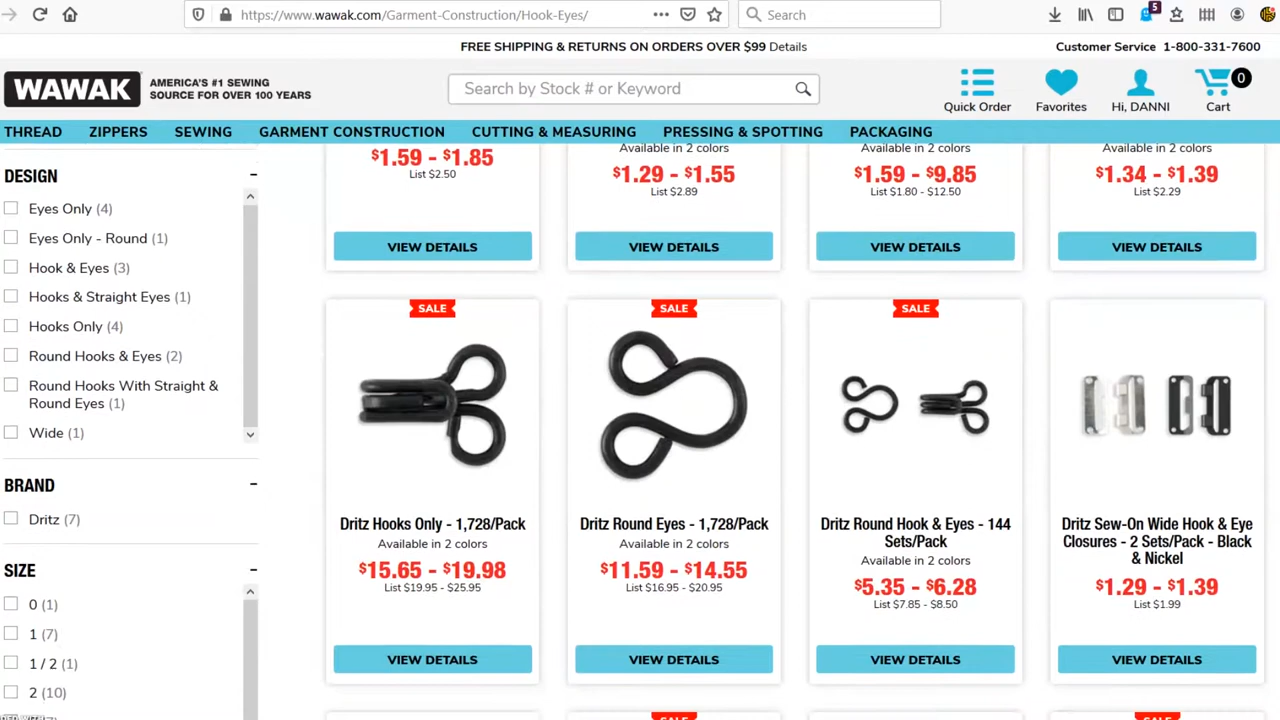 https://www.wawak.com/Garment-Construction/Hook-Eyes/
Search
5
FREE SHIPPING & RETURNS ON ORDERS OVER $99 Details
Customer Service 1-800-331-7600
WAWAK
AMERICA'S #1 SEWING
SOURCE FOR OVER 100 YEARS
Search by Stock # or Keyword
Quick Order
Favorites
Hi, DANNI
0
Cart
THREAD
ZIPPERS
SEWING
GARMENT CONSTRUCTION
CUTTING & MEASURING
PRESSING & SPOTTING
PACKAGING
DESIGN
Eyes Only (4)
Eyes Only - Round (1)
Hook & Eyes (3)
Hooks & Straight Eyes (1)
Hooks Only (4)
Round Hooks & Eyes (2)
Round Hooks With Straight &
Round Eyes (1)
Wide (1)
BRAND
Dritz (7)
SIZE
0 (1)
1 (7)
1 / 2 (1)
2 (10)
$1.59 - $1.85
List $2.50
VIEW DETAILS
Available in 2 colors
$1.29 - $1.55
List $2.89
VIEW DETAILS
Available in 2 colors
$1.59 - $9.85
List $1.80 - $12.50
VIEW DETAILS
Available in 2 colors
$1.34 - $1.39
List $2.29
VIEW DETAILS
SALE
Dritz Hooks Only - 1,728/Pack
Available in 2 colors
$15.65 - $19.98
List $19.95 - $25.95
VIEW DETAILS
SALE
Dritz Round Eyes - 1,728/Pack
Available in 2 colors
$11.59 - $14.55
List $16.95 - $20.95
VIEW DETAILS
SALE
Dritz Round Hook & Eyes - 144
Sets/Pack
Available in 2 colors
$5.35 - $6.28
List $7.85 - $8.50
VIEW DETAILS
Dritz Sew-On Wide Hook & Eye
Closures - 2 Sets/Pack - Black
& Nickel
$1.29 - $1.39
List $1.99
VIEW DETAILS
SALE
SALE